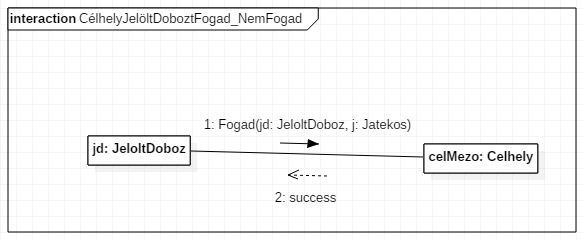 interaction CélhelyJelöltDoboztFogad_NemFogad
1: Fogad(jd: JeloltDoboz, j: Jatekos)
jd: JeloltDoboz
celMezo: Celhely
2: success